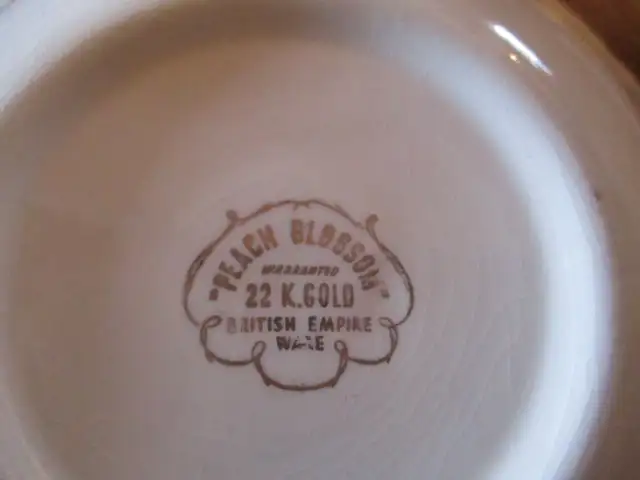 "PEACH BLOSSOM"
WARRANTED
22 K. GOLD
BRITISH EMPIRE
WARE